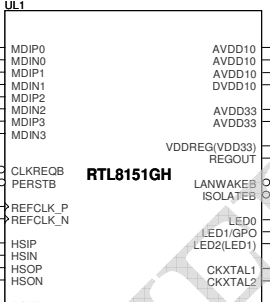 UL1
MDIP0
MDIN0
MDIP1
MDIN1
MDIP2
MDIN2
MDIP3
MDIN3
CLKREQB
PERSTB
REFCLK_P
REFCLK_N
HSIP
HSIN
HSOP
HSON
RTL8151GH
AVDD10
AVDD10
AVDD10
DVDD10
AVDD33
AVDD33
VDDREG(VDD33)
REGOUT
LANWAKEB
ISOLATEB
LED0
LED1/GPO
LED2(LED1)
CKXTAL1
CKXTAL2